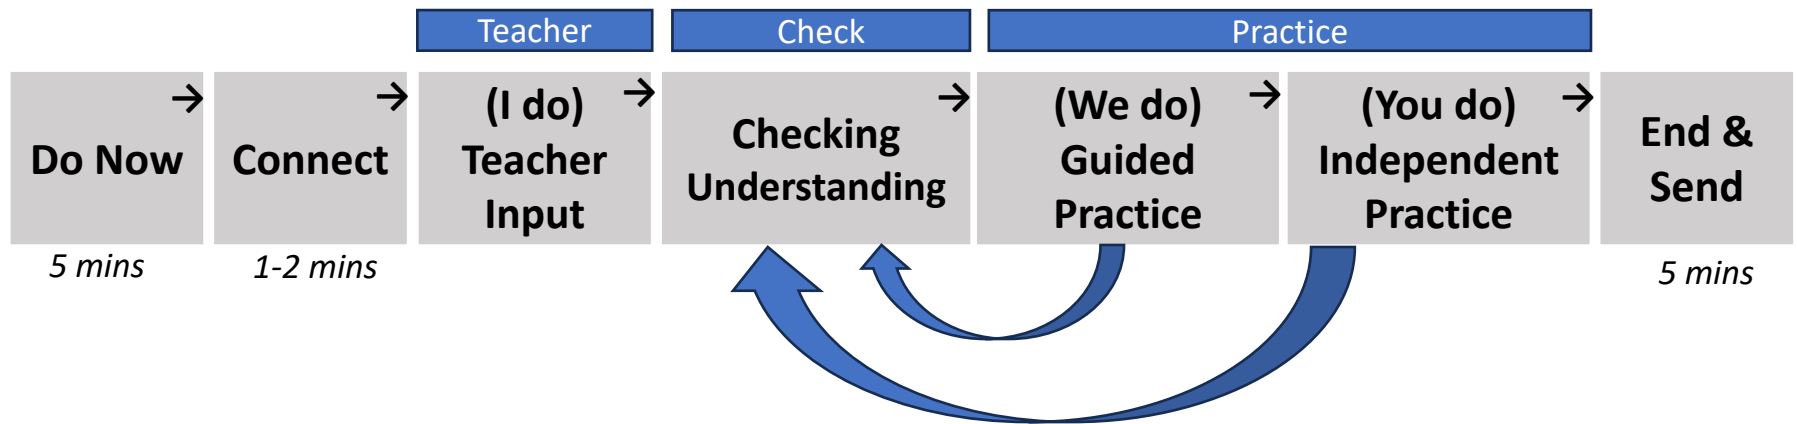 Teacher
Check
Practice
Do Now
→
5 mins
Connect
→
1-2 mins
(I do)
Teacher
Input
→
Checking
Understanding
→
(We do)
Guided
Practice
→
(You do)
Independent
Practice
→
End &
Send
5 mins